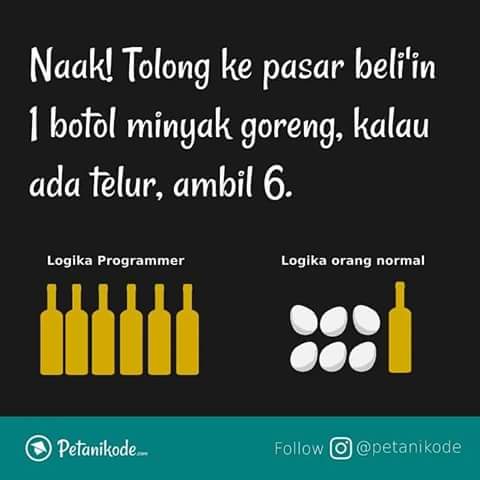 Naak! Tolong ke pasar beli'in
1 botol minyak goreng, kalau
ada telur, ambil 6.
Logika Programmer
Logika orang normal
Petanikode.com
Follow @petanikode